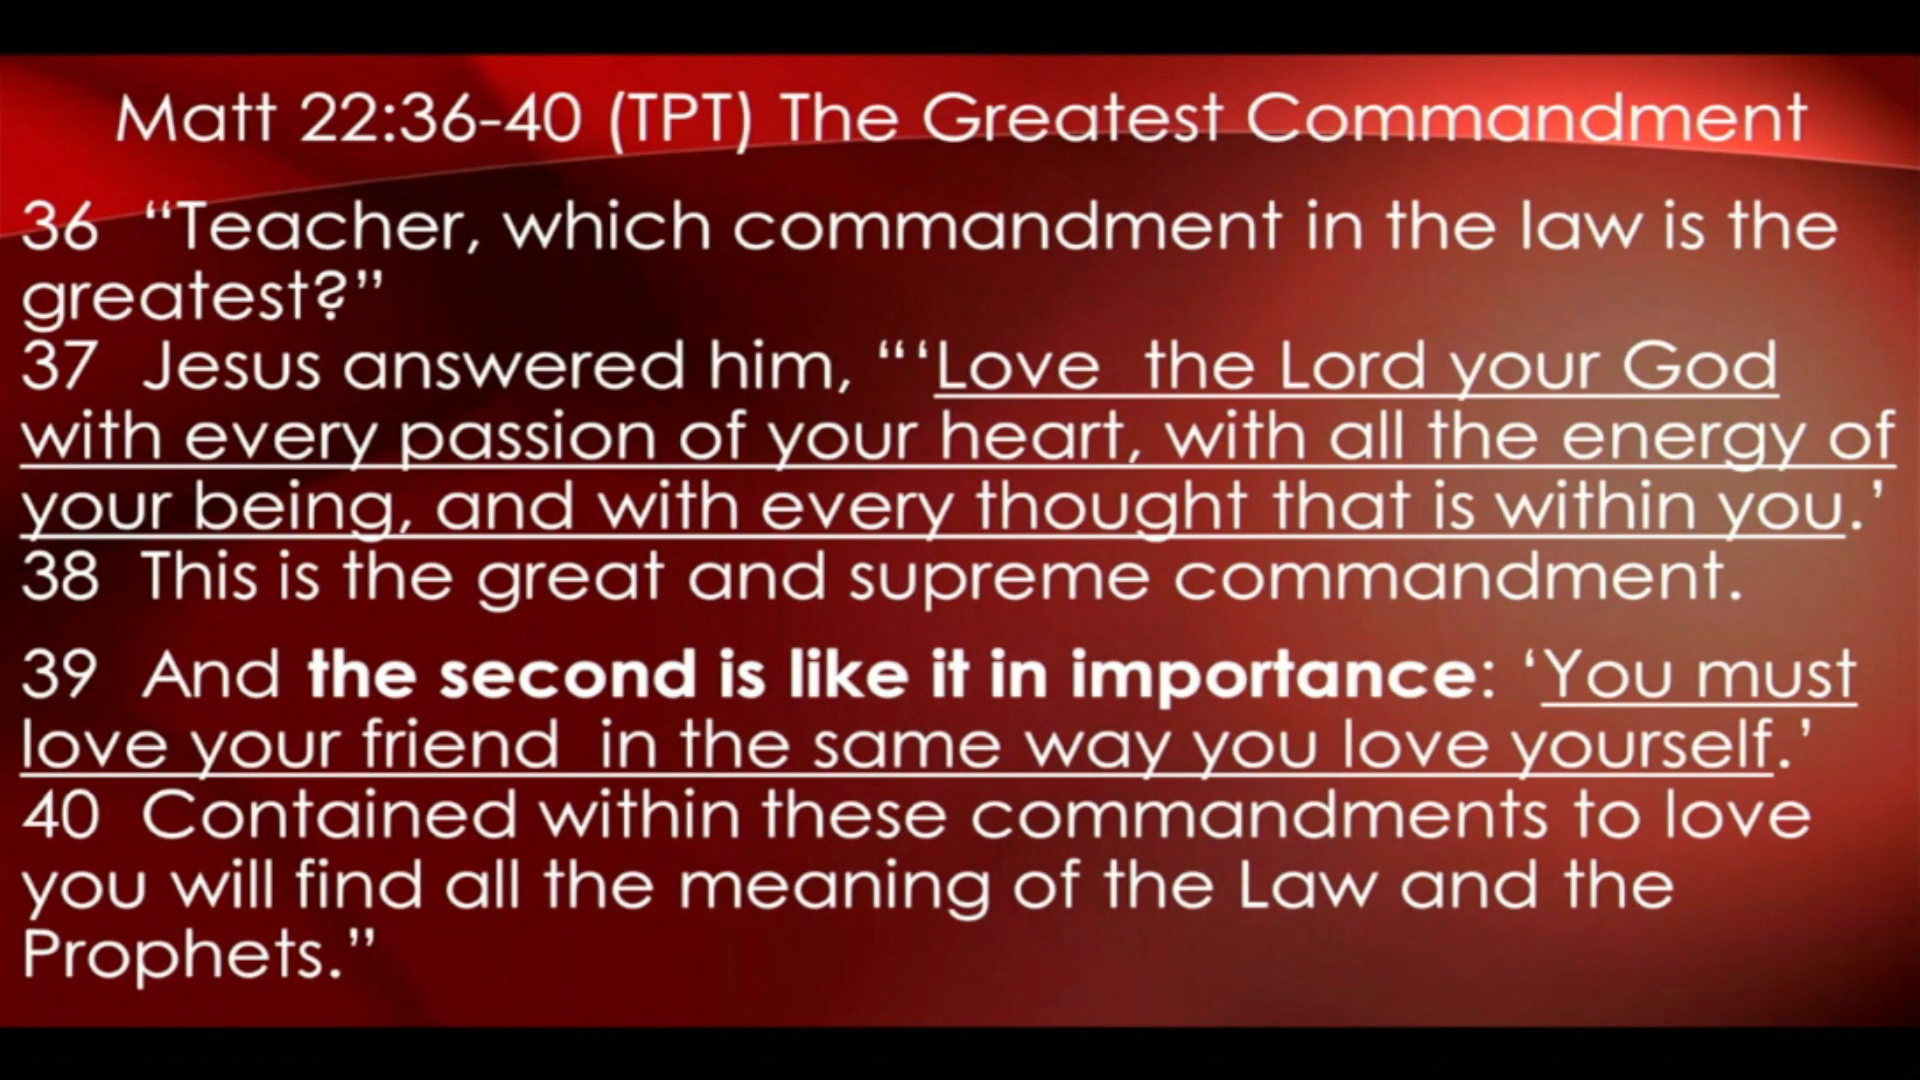 Matt 22:36-40 (TPT) The Greatest Commandment
36 “Teacher, which commandment in the law is the
greatest?”
37 Jesus answered him, “‘Love the Lord your God
with every passion of your heart, with all the energy of
your being, and with every thought that is within you.’
38 This is the great and supreme commandment.
39 And the second is like it in importance: ‘You must
love your friend in the same way you love yourself.’
40 Contained within these commandments to love
you will find all the meaning of the Law and the
Prophets.”